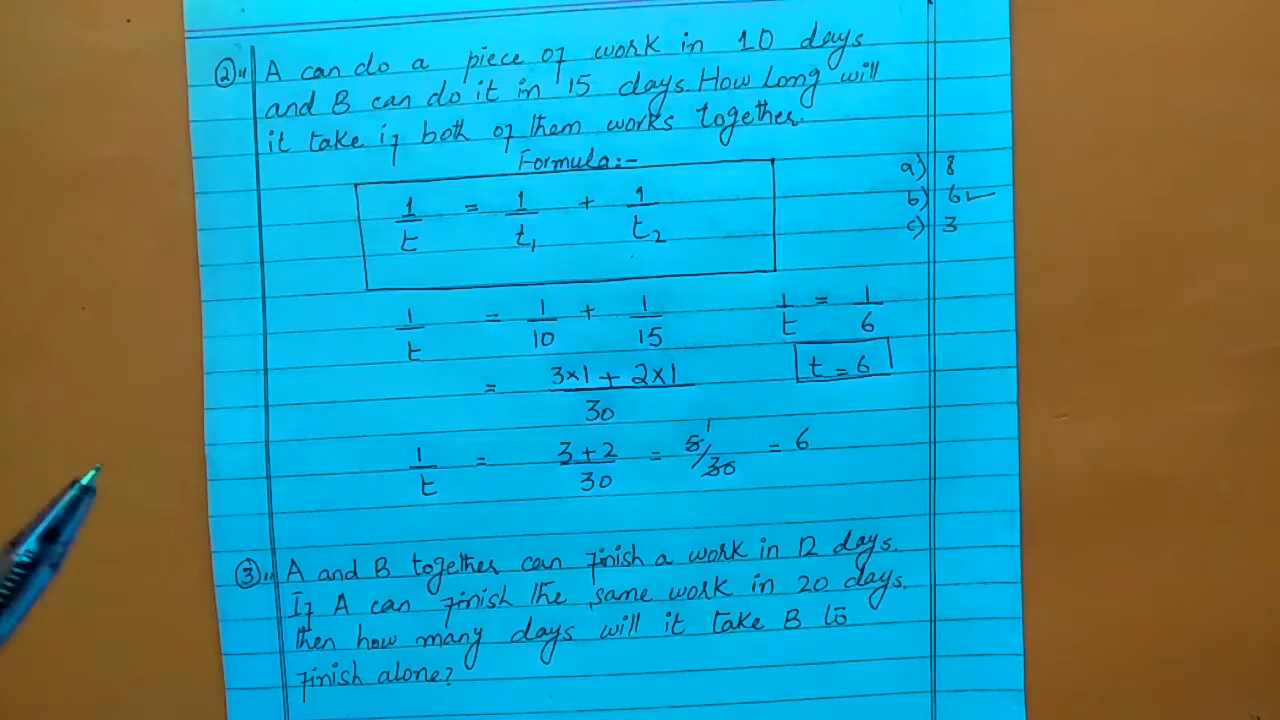 ② A can do a piece of work in 10 days
and B can do it in 15 days. How Long will
it take if both of them works together.
Formula:-
1/t = 1/t₁ + 1/t₂
a) 8
b) 6 ✓
c) 3
1/t = 1/10 + 1/15
= 3×1 + 2×1 / 30
1/t = 3+2 / 30 = 5/30 1 = 6
1/t = 1/6
t = 6
③ A and B together can finish a work in 12 days.
If A can finish the same work in 20 days.
then how many days will it take B to
finish alone?